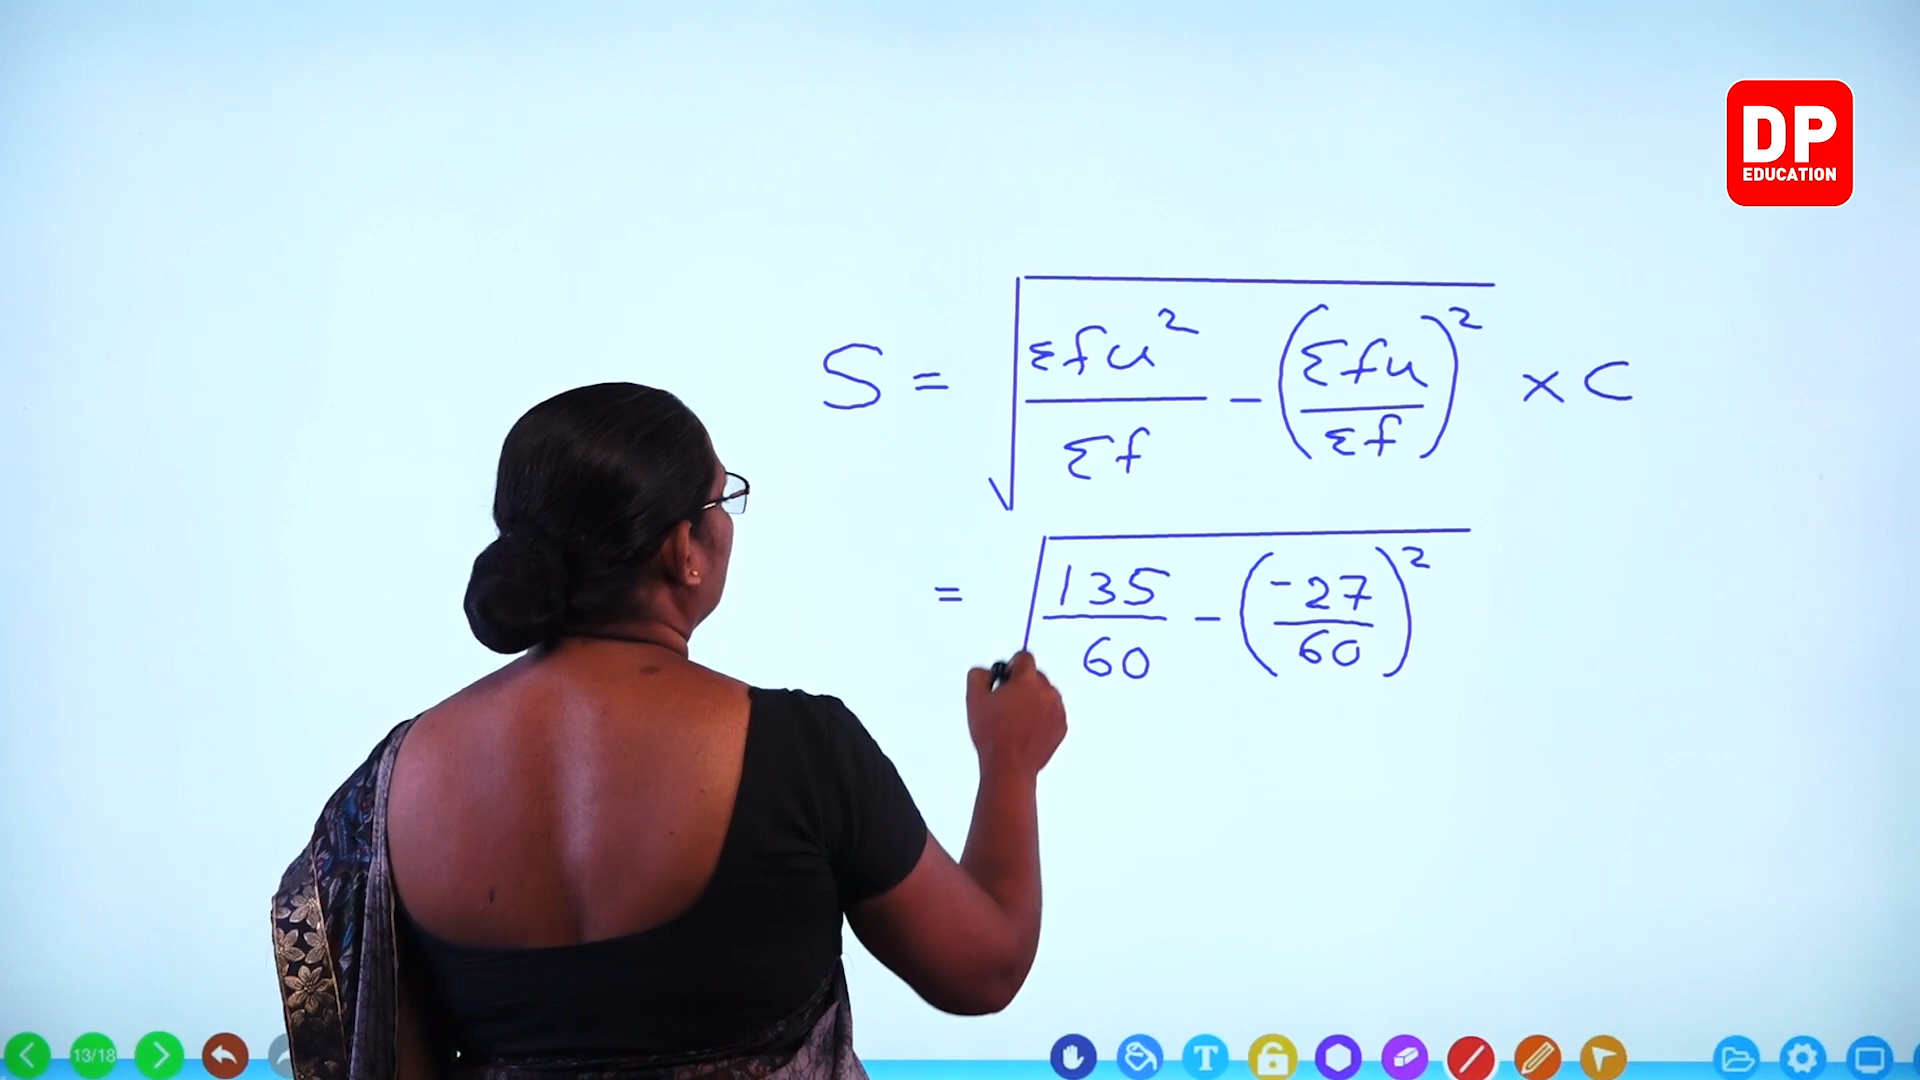 DP
EDUCATION
S = √(Σfu²/Σf − (Σfu/Σf)²) × C
= √(135/60 − (−27/60)²)
13/18
T